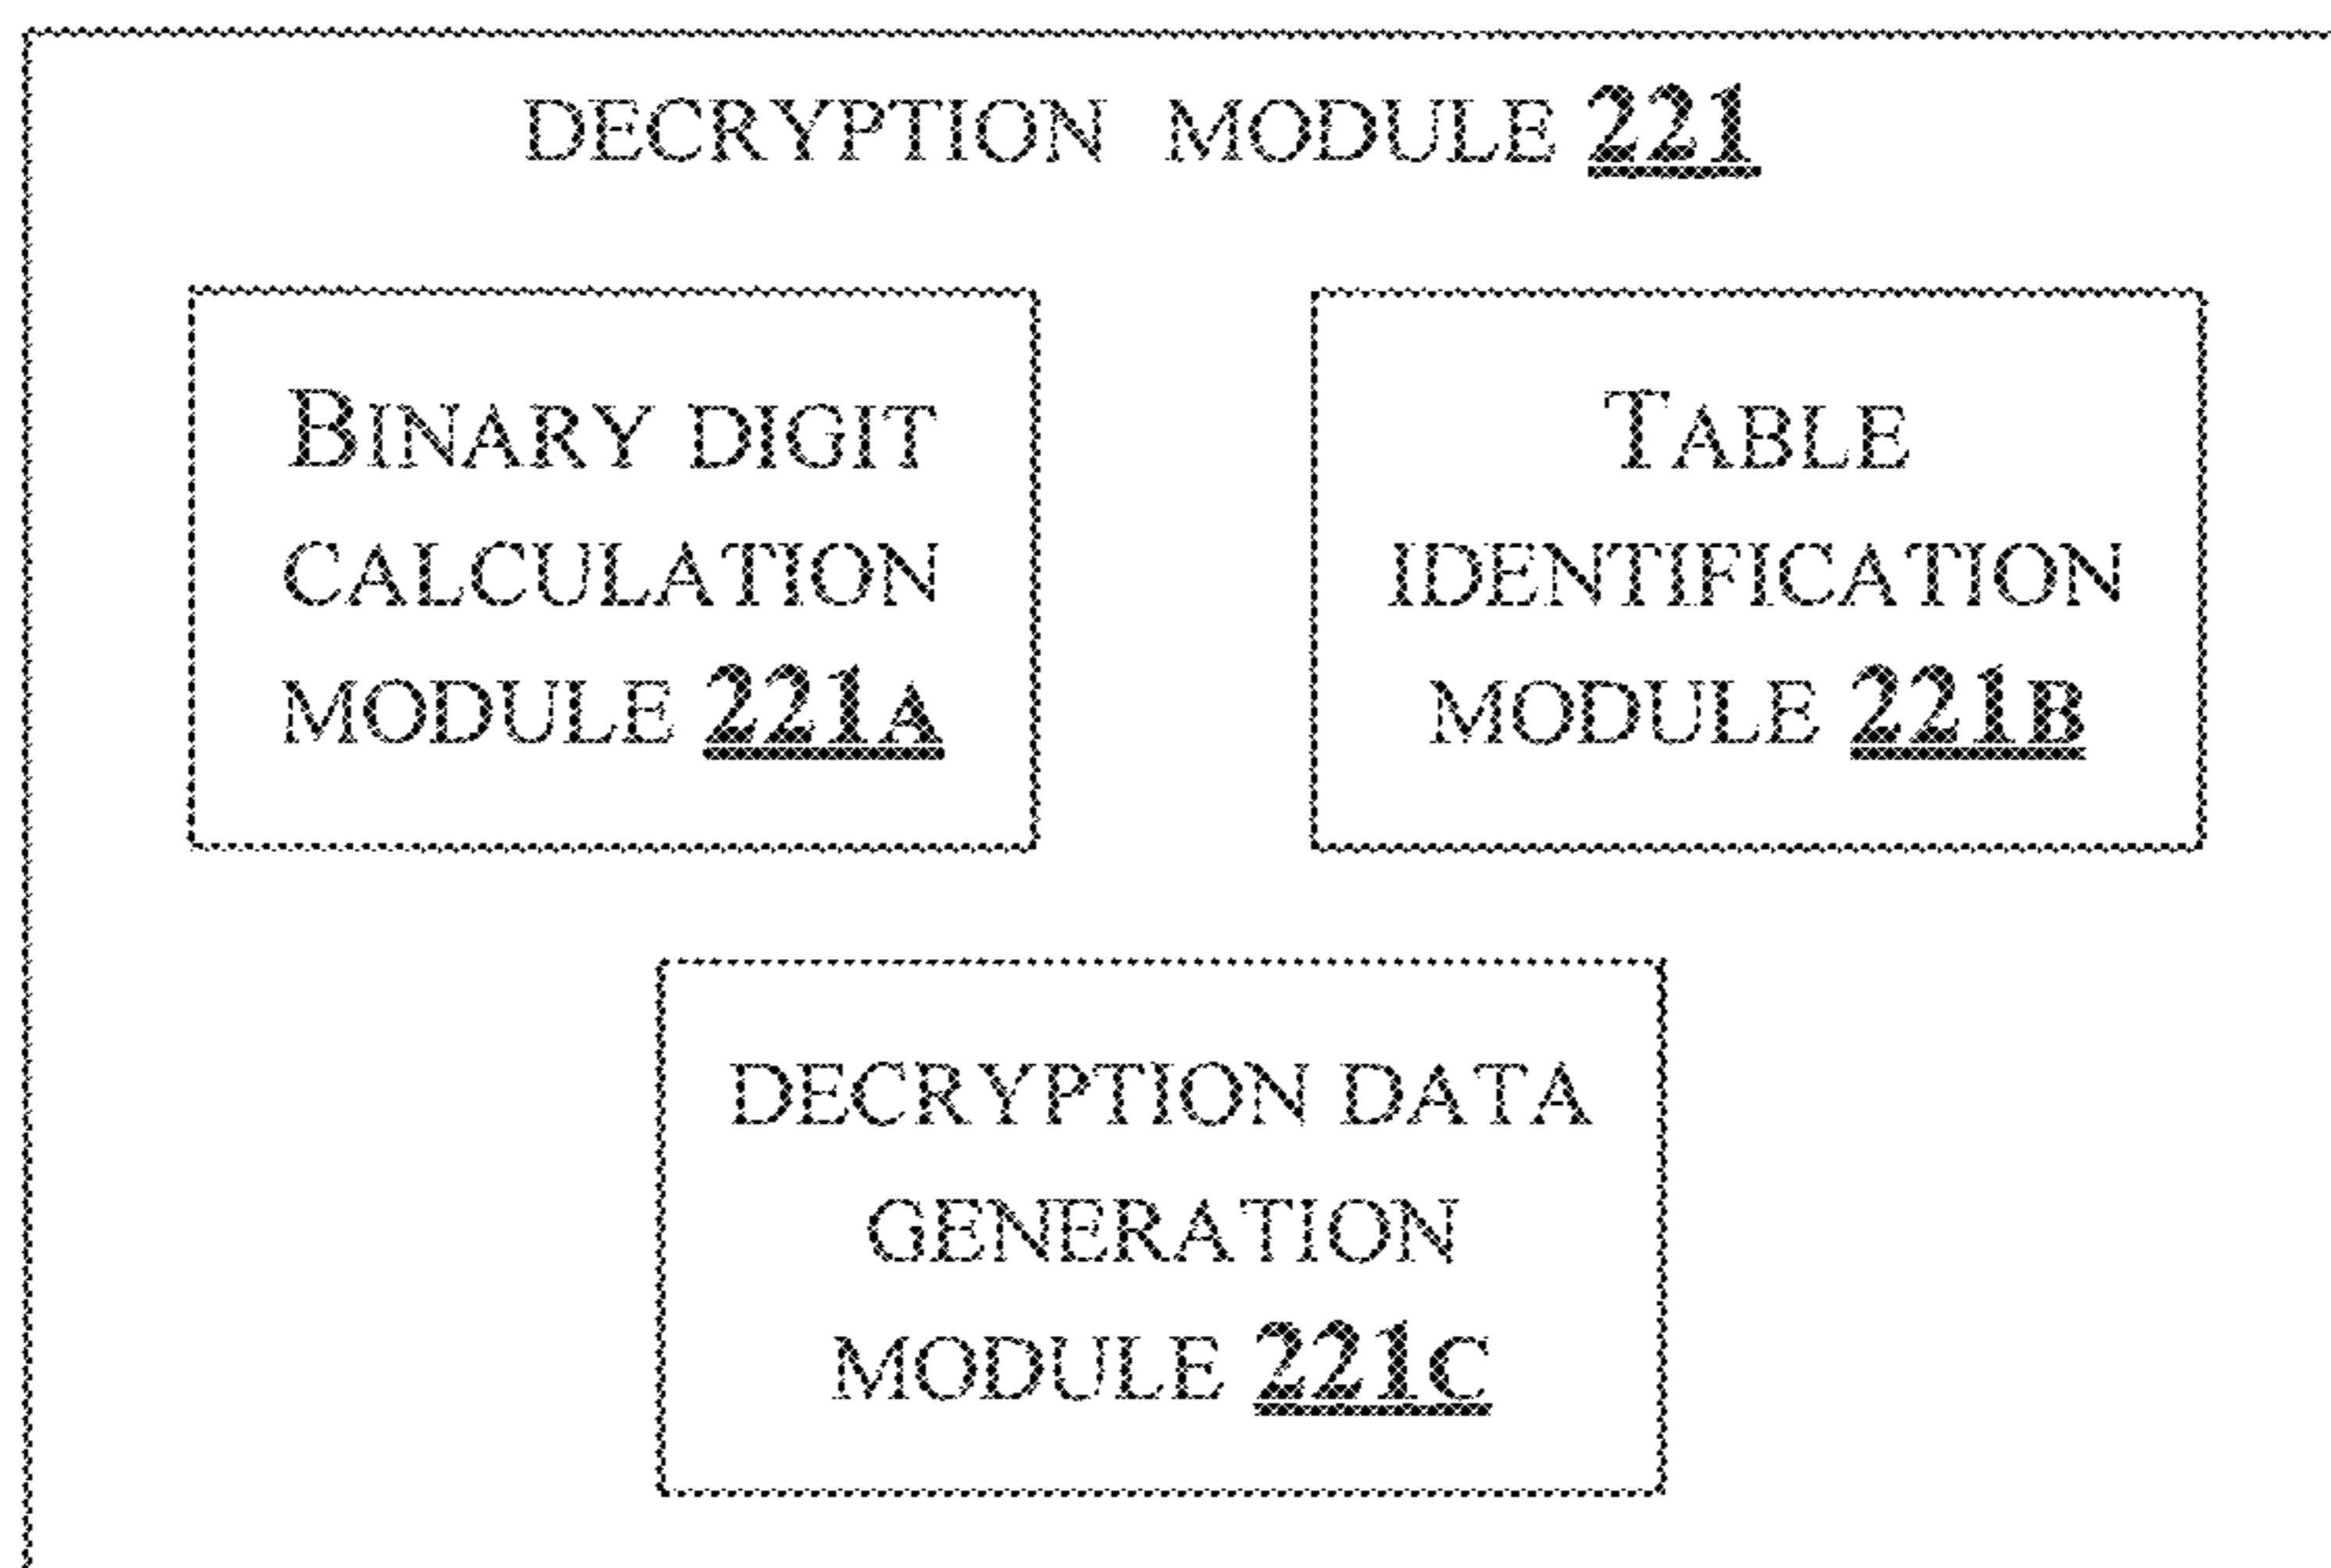 DECRYPTION MODULE 221
BINARY DIGIT
CALCULATION
MODULE 221A
TABLE
IDENTIFICATION
MODULE 221B
DECRYPTION DATA
GENERATION
MODULE 221C